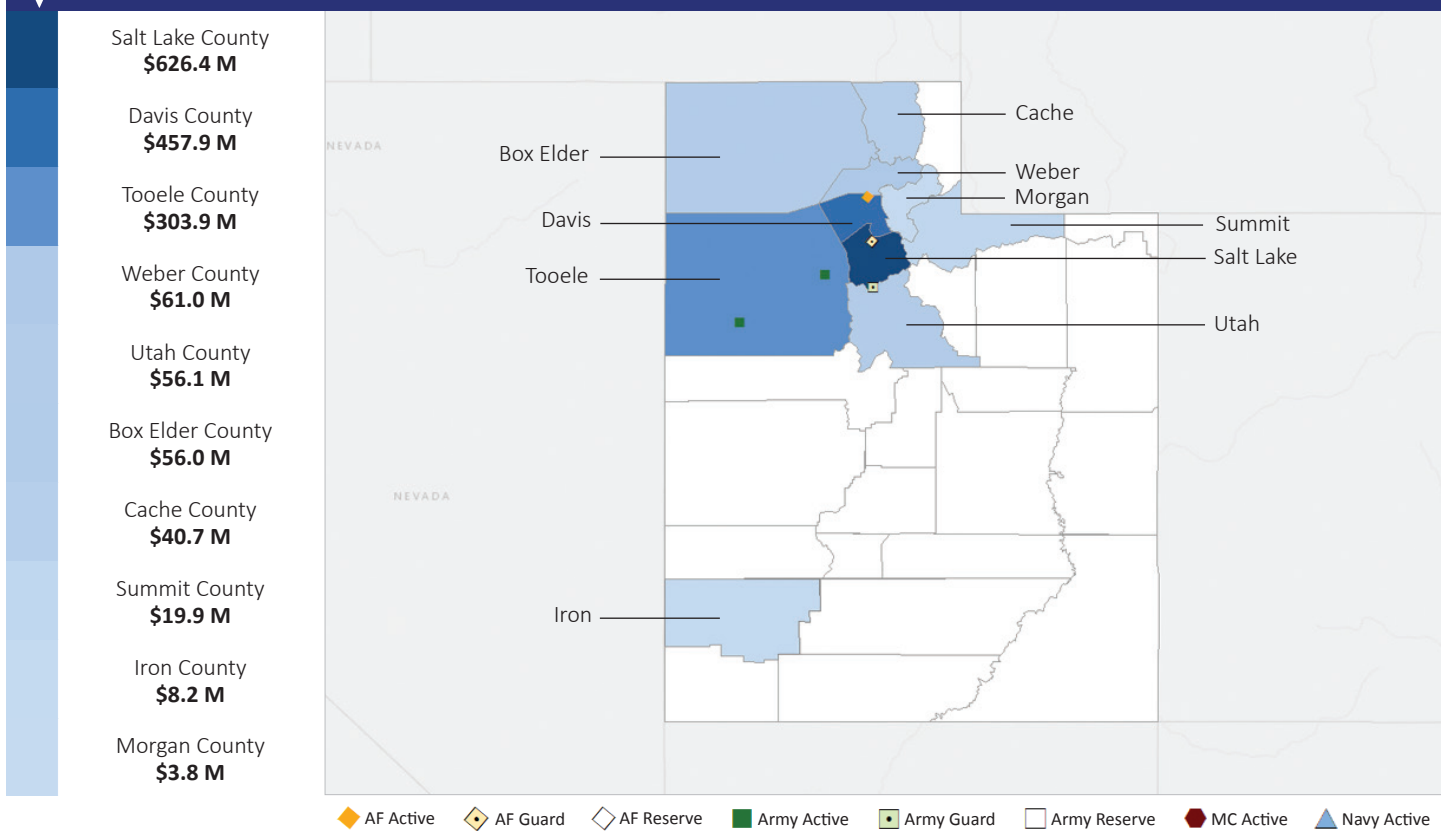 Salt Lake County
$626.4 M
Davis County
$457.9 M
Tooele County
$303.9 M
Weber County
$61.0 M
Utah County
$56.1 M
Box Elder County
$56.0 M
Cache County
$40.7 M
Summit County
$19.9 M
Iron County
$8.2 M
Morgan County
$3.8 M
NEVADA
Cache
Box Elder
Weber
Morgan
Davis
Summit
Salt Lake
Tooele
Utah
NEVADA
Iron
AF Active
AF Guard
AF Reserve
Army Active
Army Guard
Army Reserve
MC Active
Navy Active